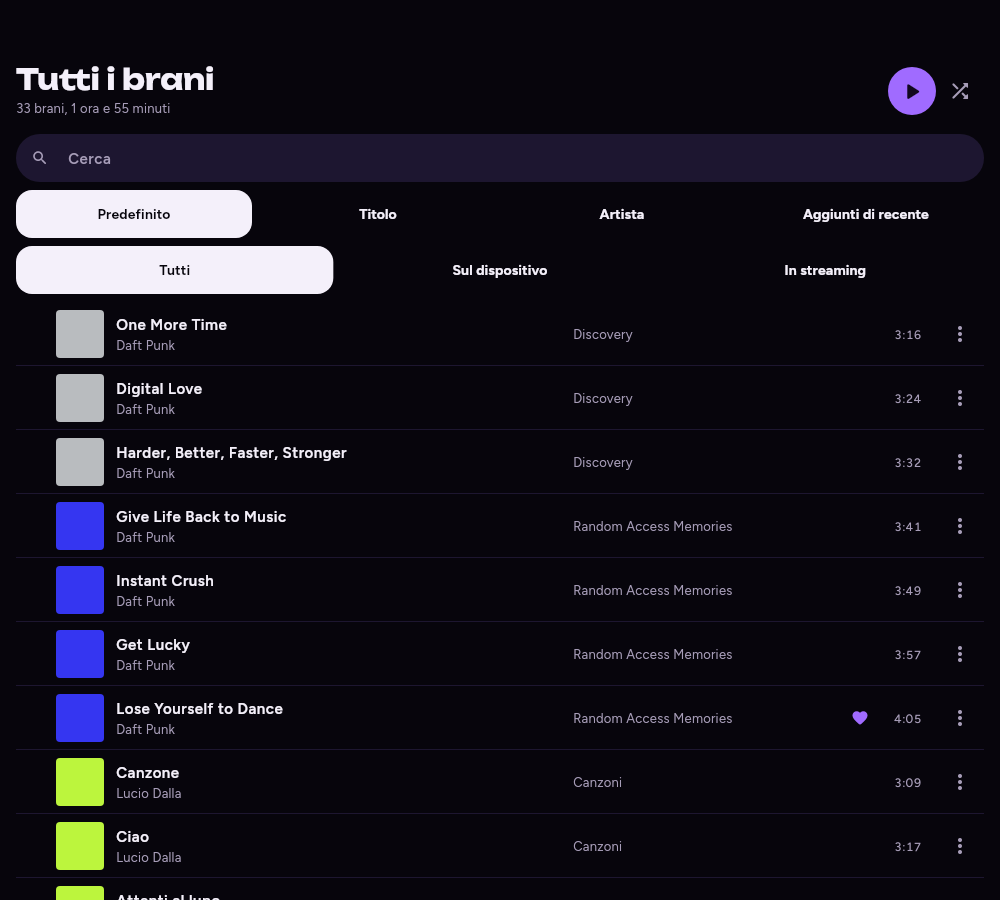 Tutti i brani
33 brani, 1 ora e 55 minuti
Cerca
Predefinito Titolo Artista Aggiunti di recente
Tutti Sul dispositivo In streaming
One More Time
Daft Punk
Discovery
3:16
Digital Love
Daft Punk
Discovery
3:24
Harder, Better, Faster, Stronger
Daft Punk
Discovery
3:32
Give Life Back to Music
Daft Punk
Random Access Memories
3:41
Instant Crush
Daft Punk
Random Access Memories
3:49
Get Lucky
Daft Punk
Random Access Memories
3:57
Lose Yourself to Dance
Daft Punk
Random Access Memories
4:05
Canzone
Lucio Dalla
Canzoni
3:09
Ciao
Lucio Dalla
Canzoni
3:17